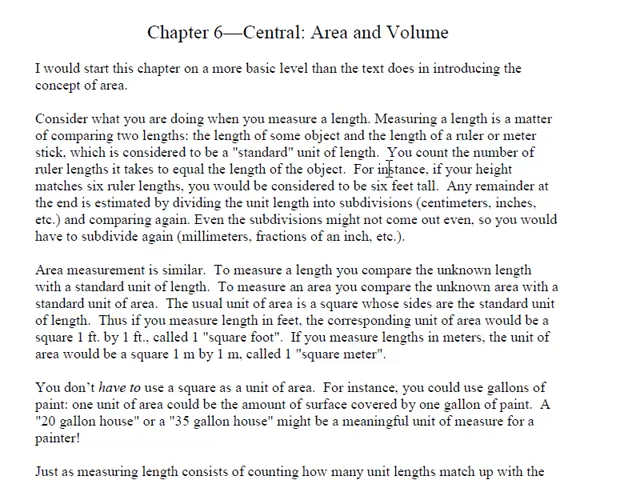 Chapter 6—Central: Area and Volume
I would start this chapter on a more basic level than the text does in introducing the
concept of area.
Consider what you are doing when you measure a length. Measuring a length is a matter
of comparing two lengths: the length of some object and the length of a ruler or meter
stick, which is considered to be a "standard" unit of length. You count the number of
ruler lengths it takes to equal the length of the object. For instance, if your height
matches six ruler lengths, you would be considered to be six feet tall. Any remainder at
the end is estimated by dividing the unit length into subdivisions (centimeters, inches,
etc.) and comparing again. Even the subdivisions might not come out even, so you would
have to subdivide again (millimeters, fractions of an inch, etc.).
Area measurement is similar. To measure a length you compare the unknown length
with a standard unit of length. To measure an area you compare the unknown area with a
standard unit of area. The usual unit of area is a square whose sides are the standard unit
of length. Thus if you measure length in feet, the corresponding unit of area would be a
square 1 ft. by 1 ft., called 1 "square foot". If you measure lengths in meters, the unit of
area would be a square 1 m by 1 m, called 1 "square meter".
You don't have to use a square as a unit of area. For instance, you could use gallons of
paint: one unit of area could be the amount of surface covered by one gallon of paint. A
"20 gallon house" or a "35 gallon house" might be a meaningful unit of measure for a
painter!
Just as measuring length consists of counting how many unit lengths match up with the